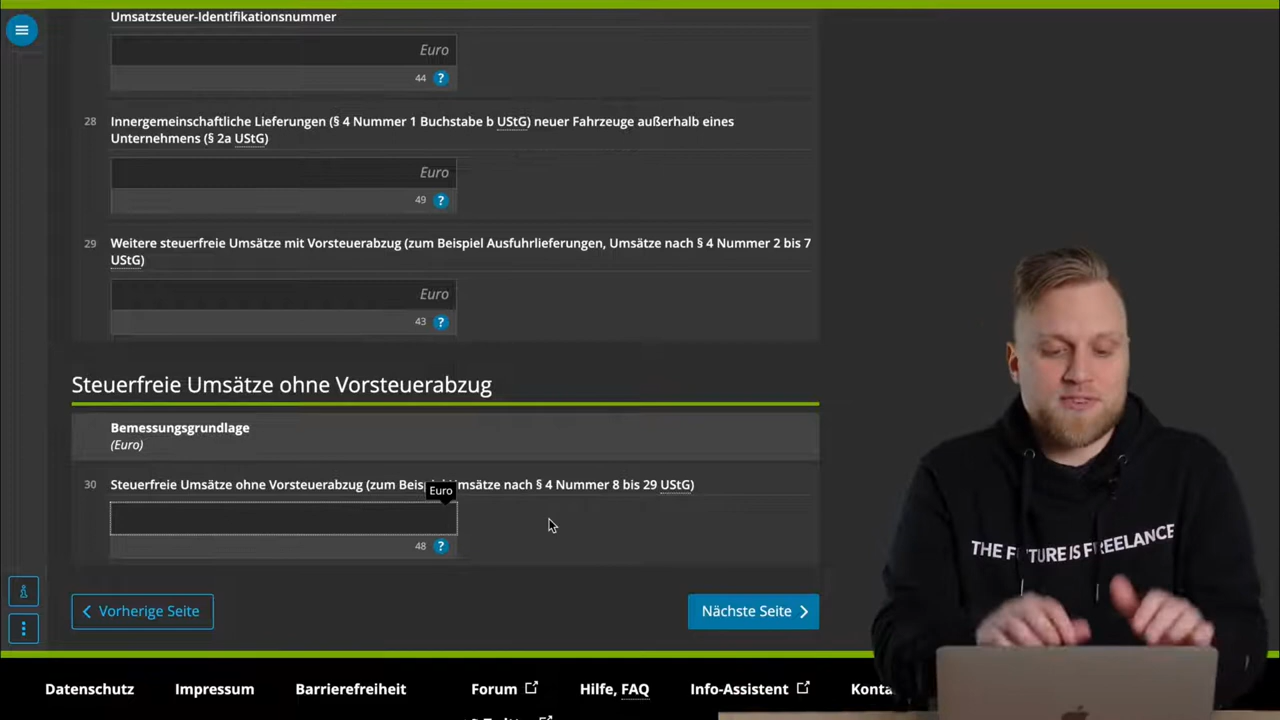 Umsatzsteuer-Identifikationsnummer
Euro
44 ?
28 Innergemeinschaftliche Lieferungen (§ 4 Nummer 1 Buchstabe b UStG) neuer Fahrzeuge außerhalb eines
Unternehmens (§ 2a UStG)
Euro
49 ?
29 Weitere steuerfreie Umsätze mit Vorsteuerabzug (zum Beispiel Ausfuhrlieferungen, Umsätze nach § 4 Nummer 2 bis 7
UStG)
Euro
43 ?
Steuerfreie Umsätze ohne Vorsteuerabzug
Bemessungsgrundlage
(Euro)
30 Steuerfreie Umsätze ohne Vorsteuerabzug (zum nach § 4 Nummer 8 bis 29 UStG)
Euro
48 ?
THE FUTURE IS FREELANCE
Vorherige Seite
Nächste Seite
Datenschutz Impressum Barrierefreiheit Forum Hilfe, FAQ Info-Assistent